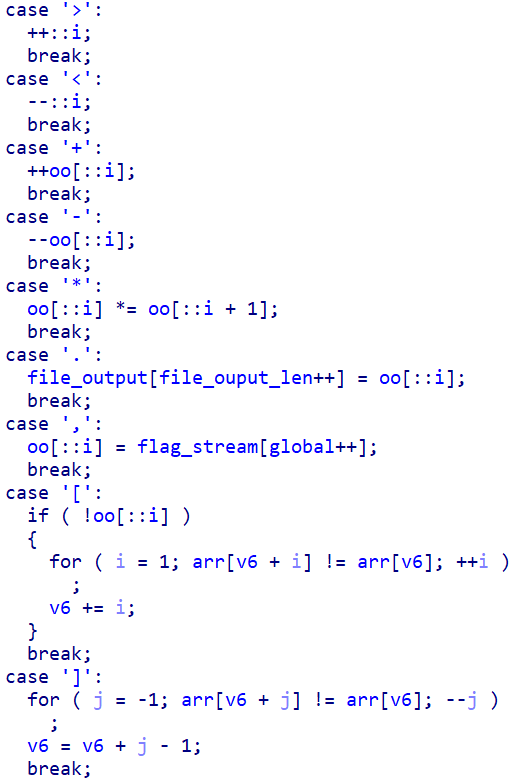 case '>':
  ++::i;
  break;
case '<':
  --::i;
  break;
case '+':
  ++oo[::i];
  break;
case '-':
  --oo[::i];
  break;
case '*':
  oo[::i] *= oo[::i + 1];
  break;
case '.':
  file_output[file_ouput_len++] = oo[::i];
  break;
case ',':
  oo[::i] = flag_stream[global++];
  break;
case '[':
  if ( !oo[::i] )
  {
    for ( i = 1; arr[v6 + i] != arr[v6]; ++i )
      ;
    v6 += i;
  }
  break;
case ']':
  for ( j = -1; arr[v6 + j] != arr[v6]; --j )
    ;
  v6 = v6 + j - 1;
  break;